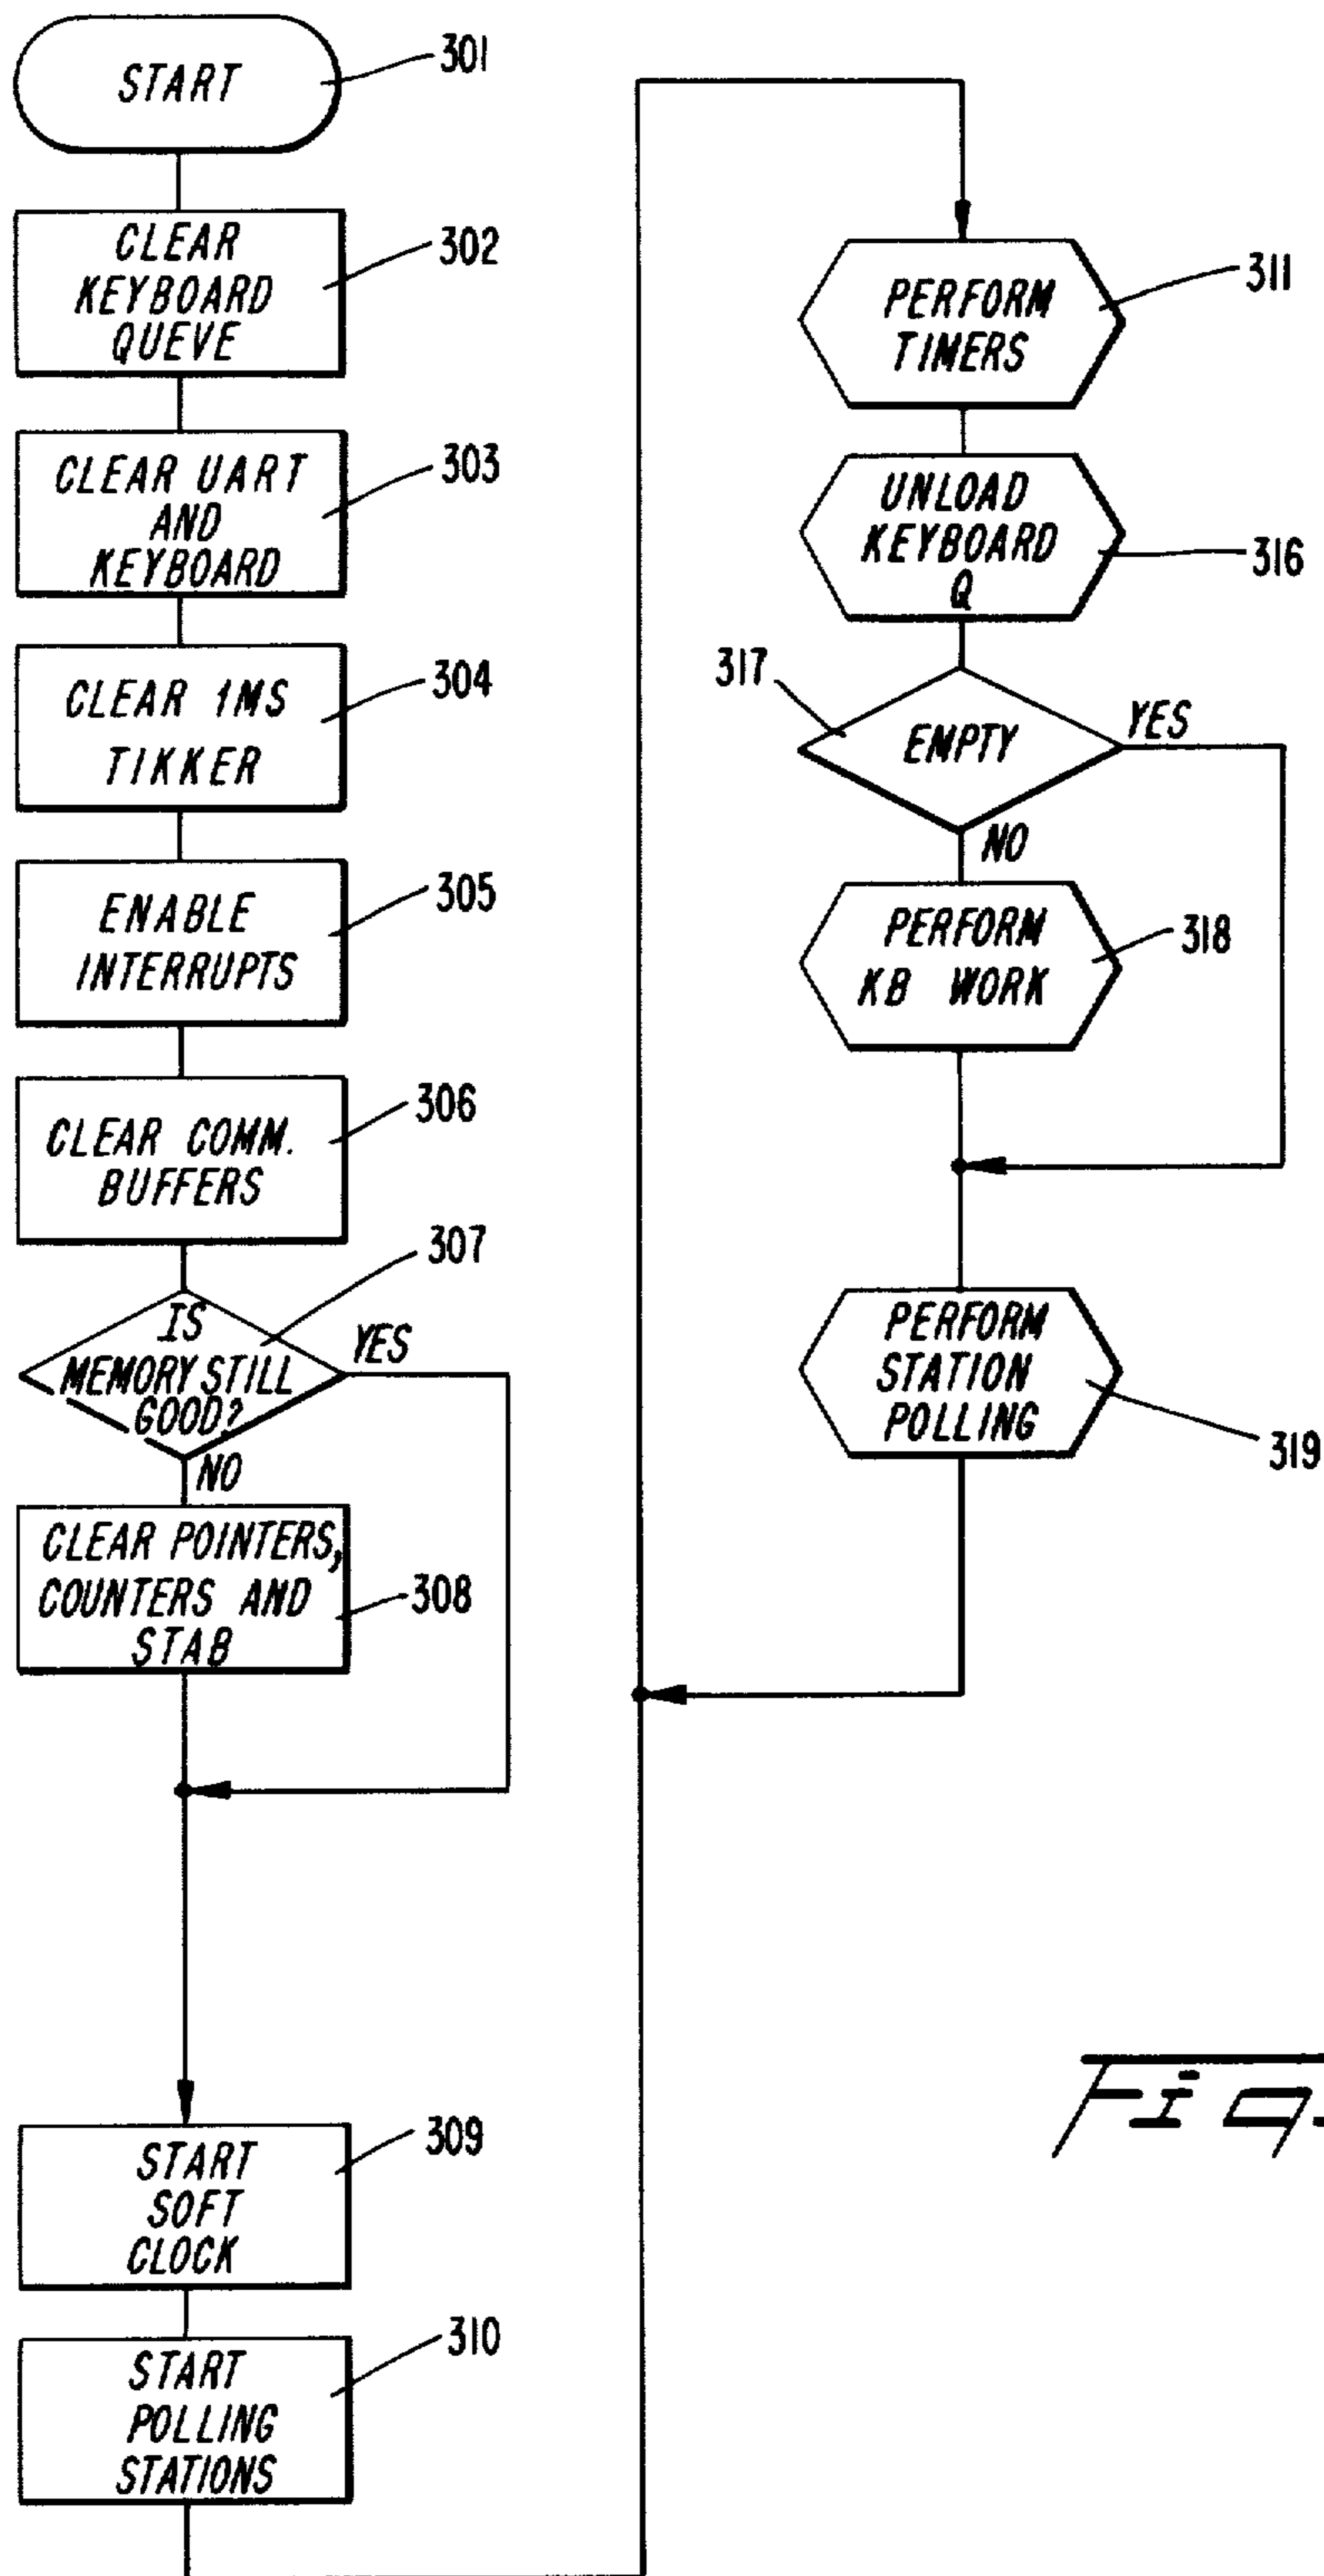 START
301
CLEAR
KEYBOARD
QUEVE
302
CLEAR UART
AND
KEYBOARD
303
CLEAR 1MS
TIKKER
304
ENABLE
INTERRUPTS
305
CLEAR COMM.
BUFFERS
306
IS
MEMORY STILL
GOOD?
307
YES
NO
CLEAR POINTERS,
COUNTERS AND
STAB
308
START
SOFT
CLOCK
309
START
POLLING
STATIONS
310
PERFORM
TIMERS
311
UNLOAD
KEYBOARD
Q
316
317
EMPTY
YES
NO
PERFORM
KB WORK
318
PERFORM
STATION
POLLING
319
Fig.